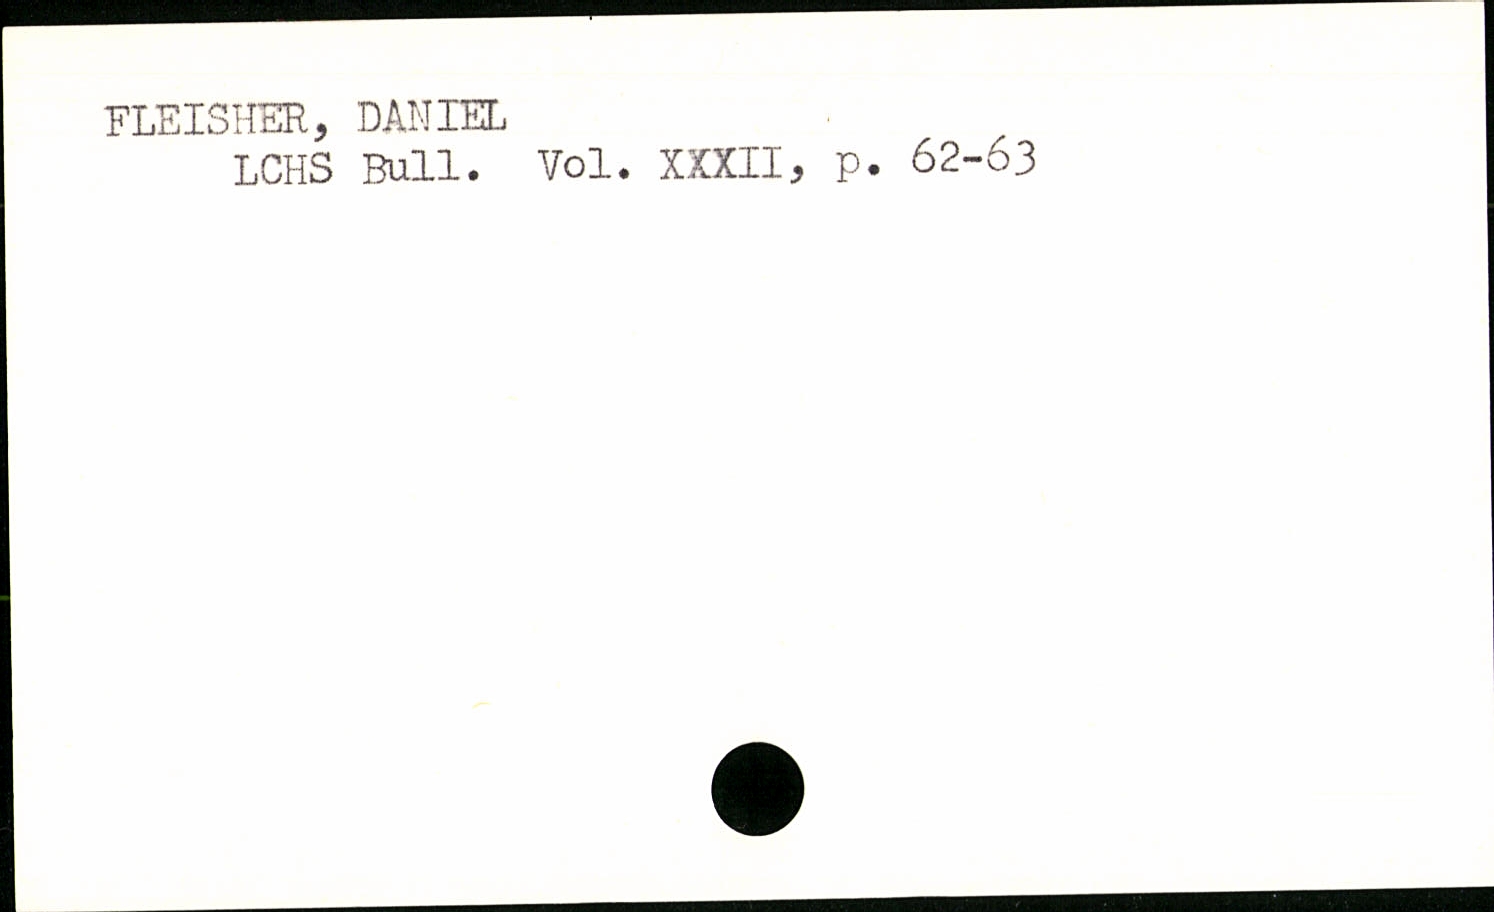 FLEISHER, DANIEL
LCHS Bull. Vol. XXXII, p. 62-63